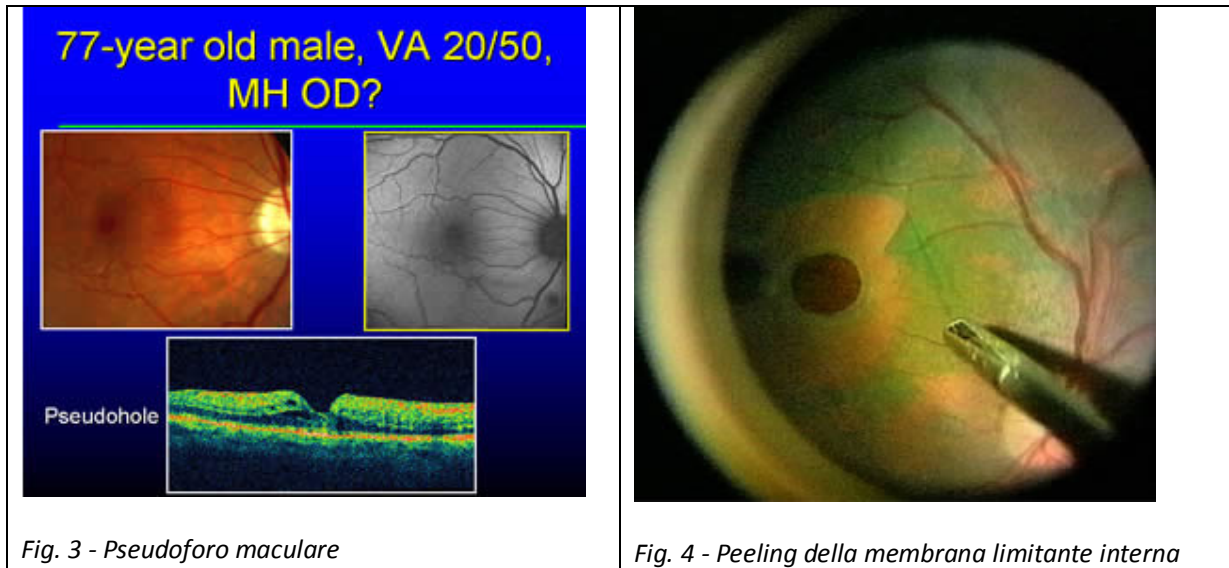 77-year old male, VA 20/50,
MH OD?
Pseudohole
Fig. 3 - Pseudoforo maculare
Fig. 4 - Peeling della membrana limitante interna